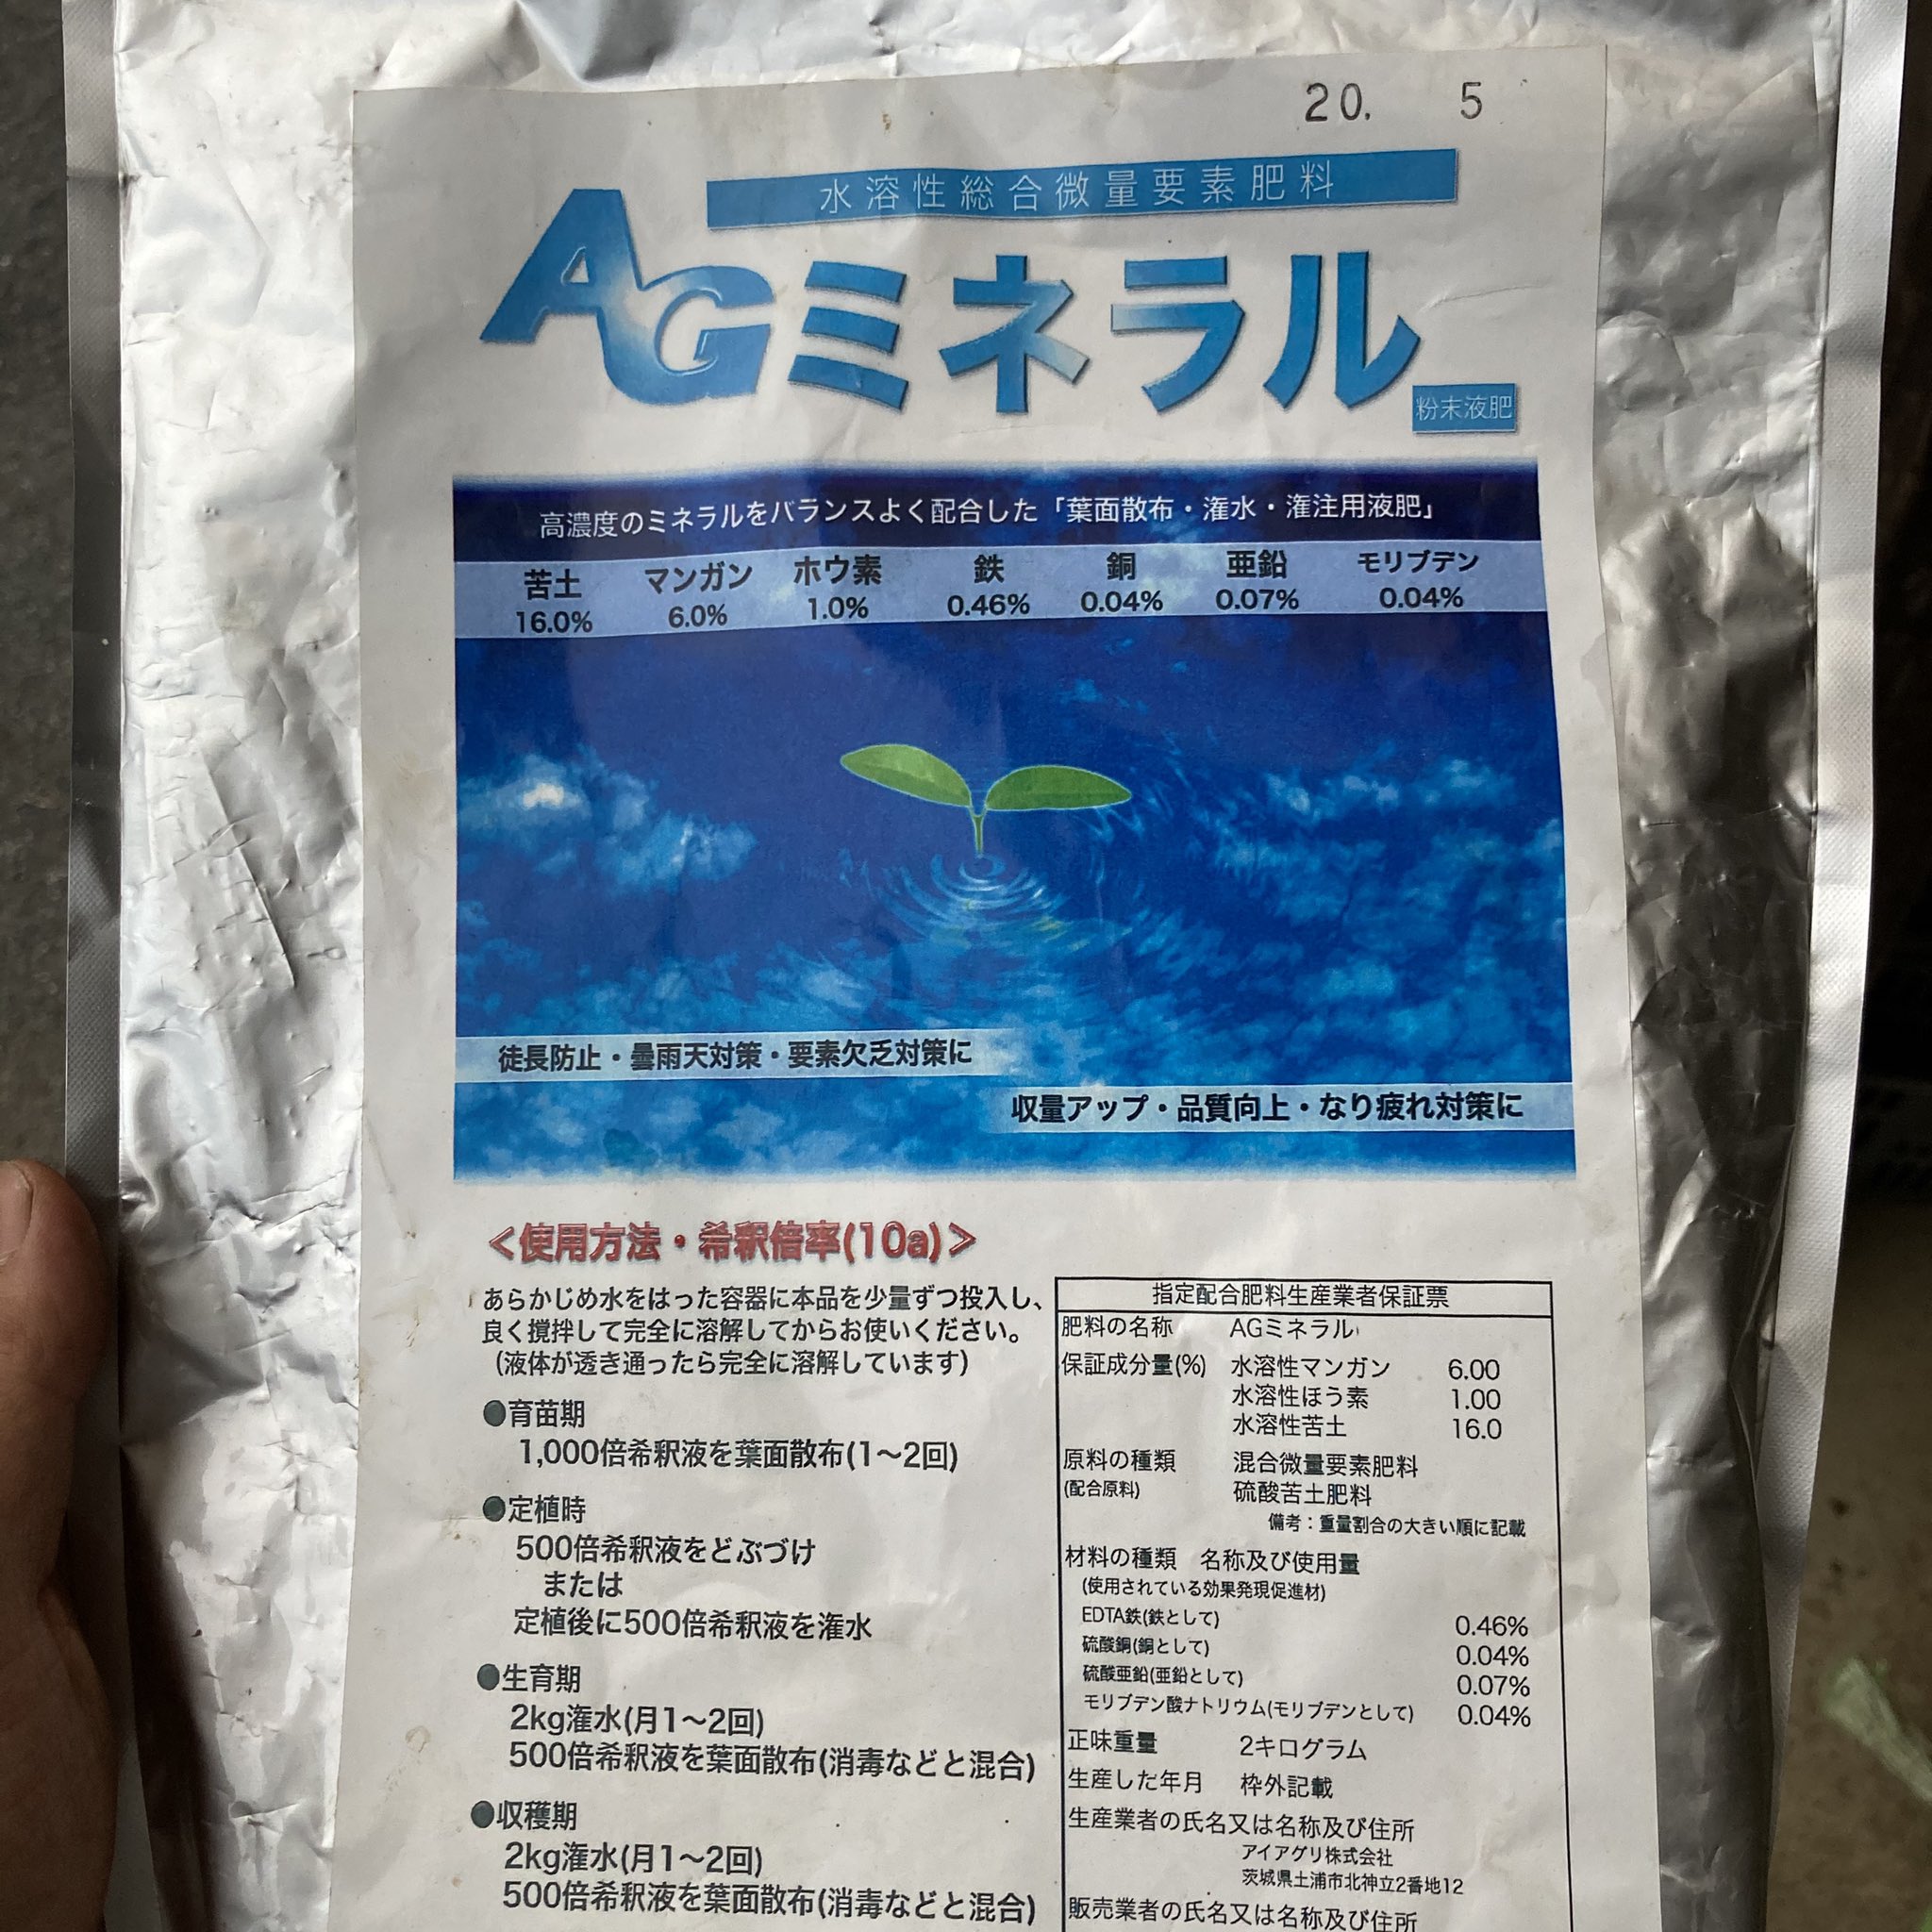 20. 5
水溶性総合微量要素肥料
AGミネラル
粉末液肥
高濃度のミネラルをバランスよく配合した「葉面散布・潅水・潅注用液肥」
苦土 マンガン ホウ素 鉄 銅 亜鉛 モリブデン
16.0% 6.0% 1.0% 0.46% 0.04% 0.07% 0.04%
徒長防止・曇雨天対策・要素欠乏対策に
収量アップ・品質向上・なり疲れ対策に
<使用方法・希釈倍率(10a)>
あらかじめ水をはった容器に本品を少量ずつ投入し、
良く撹拌して完全に溶解してからお使いください。
(液体が透き通ったら完全に溶解しています)
●育苗期
1,000倍希釈液を葉面散布(1〜2回)
●定植時
500倍希釈液をどぶづけ
または
定植後に500倍希釈液を潅水
●生育期
2kg潅水(月1〜2回)
500倍希釈液を葉面散布(消毒などと混合)
●収穫期
2kg潅水(月1〜2回)
500倍希釈液を葉面散布(消毒などと混合)
指定配合肥料生産業者保証票
肥料の名称 AGミネラル
保証成分量(%) 水溶性マンガン 6.00
水溶性ほう素 1.00
水溶性苦土 16.0
原料の種類 混合微量要素肥料
(配合原料) 硫酸苦土肥料
備考:重量割合の大きい順に記載
材料の種類 名称及び使用量
(使用されている効果発現促進材)
EDTA鉄(鉄として) 0.46%
硫酸銅(銅として) 0.04%
硫酸亜鉛(亜鉛として) 0.07%
モリブデン酸ナトリウム(モリブデンとして) 0.04%
正味重量 2キログラム
生産した年月 枠外記載
生産業者の氏名又は名称及び住所
アイアグリ株式会社
茨城県土浦市北神立2番地12
販売業者の氏名又は名称及び住所